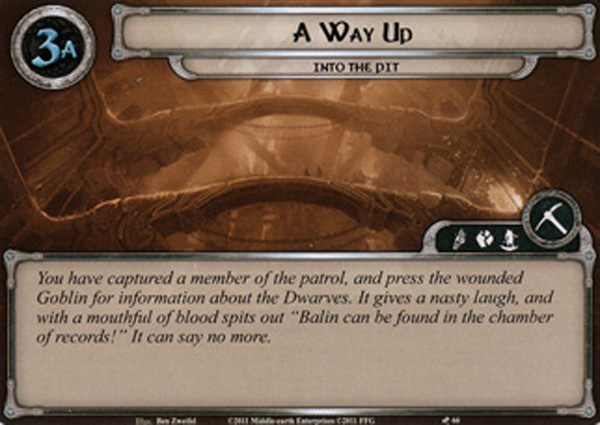 3A
A Way Up
INTO THE PIT
You have captured a member of the patrol, and press the wounded
Goblin for information about the Dwarves. It gives a nasty laugh, and
with a mouthful of blood spits out “Balin can be found in the chamber
of records!” It can say no more.
Illus. Ben Zweifel ©2011 Middle-earth Enterprises ©2011 FFG 66